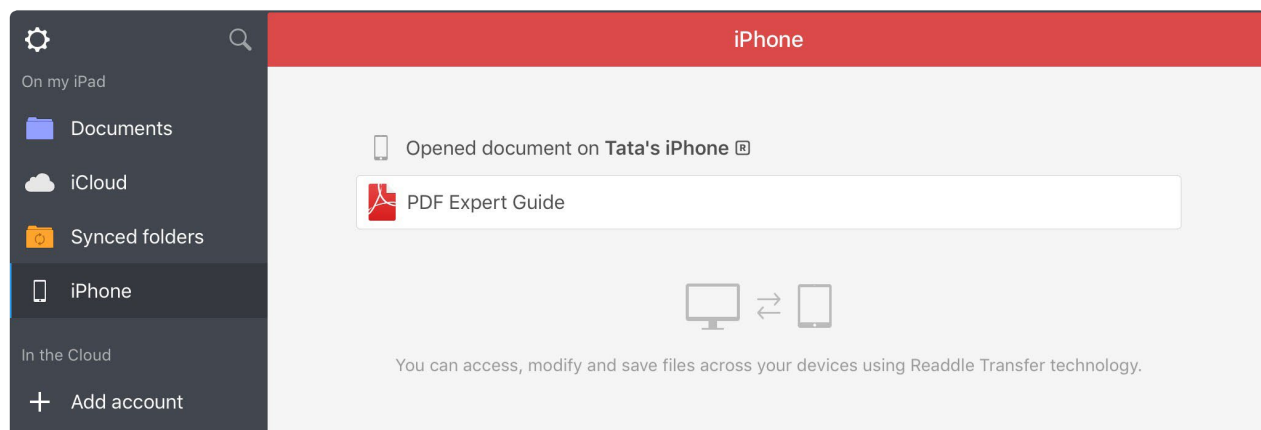 On my iPad
Documents
iCloud
Synced folders
iPhone
In the Cloud
Add account
iPhone
Opened document on Tata's iPhone R
PDF Expert Guide
You can access, modify and save files across your devices using Readdle Transfer technology.